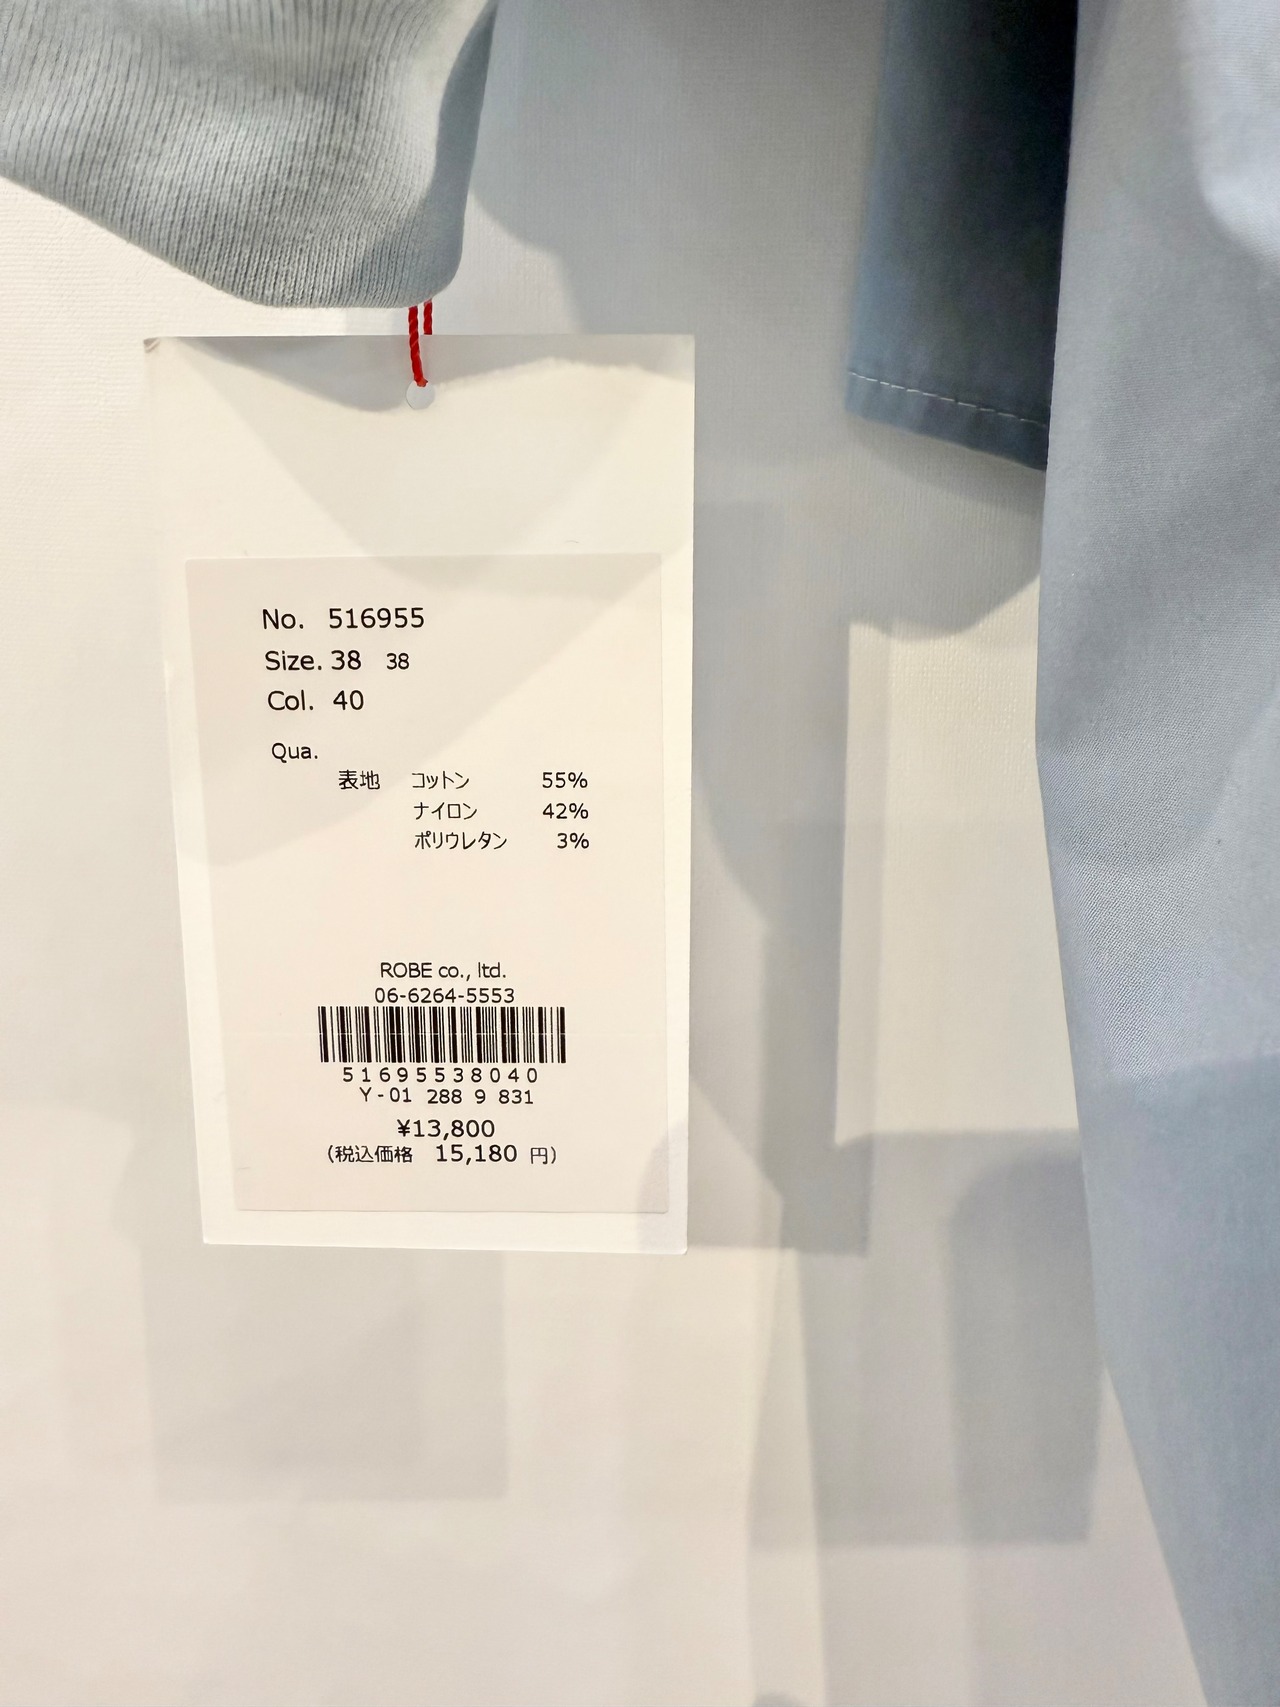 No. 516955
Size. 38 38
Col. 40
Qua.
表地 コットン 55%
ナイロン 42%
ポリウレタン 3%
ROBE co., ltd.
06-6264-5553
51695538040
Y-01 288 9 831
¥13,800
(税込価格 15,180 円)